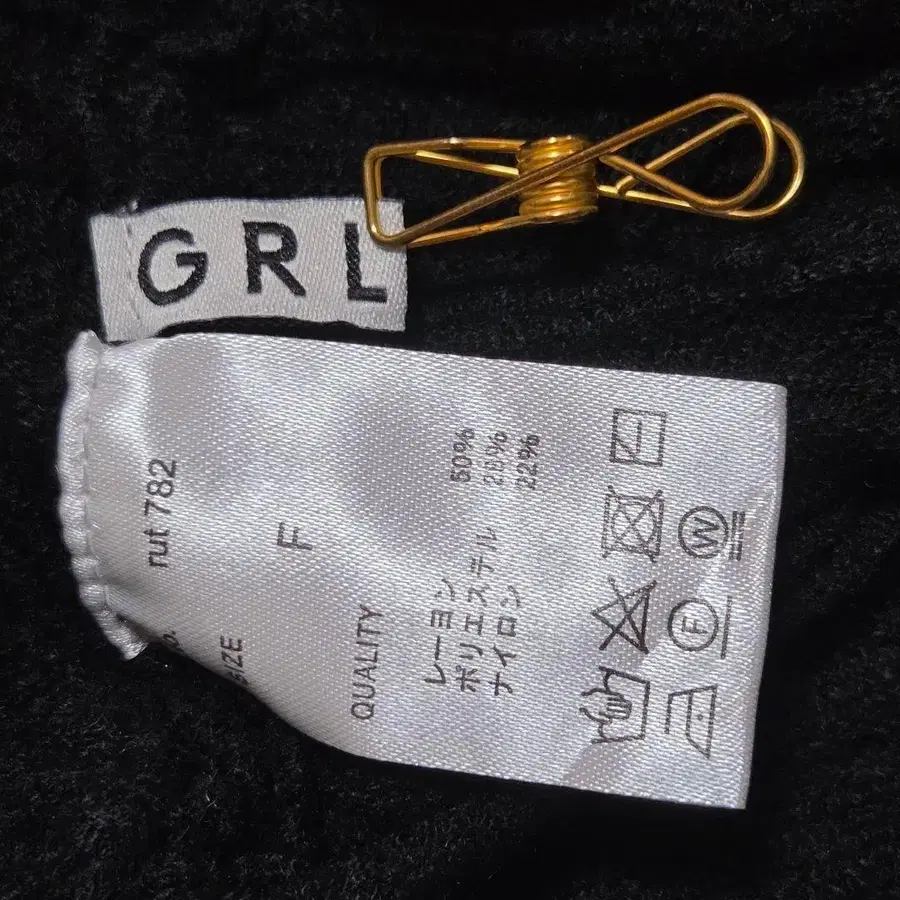 GRL
rut 782
SIZE
F
QUALITY
レーヨン 50%
ポリエステル 28%
ナイロン 22%
W
F